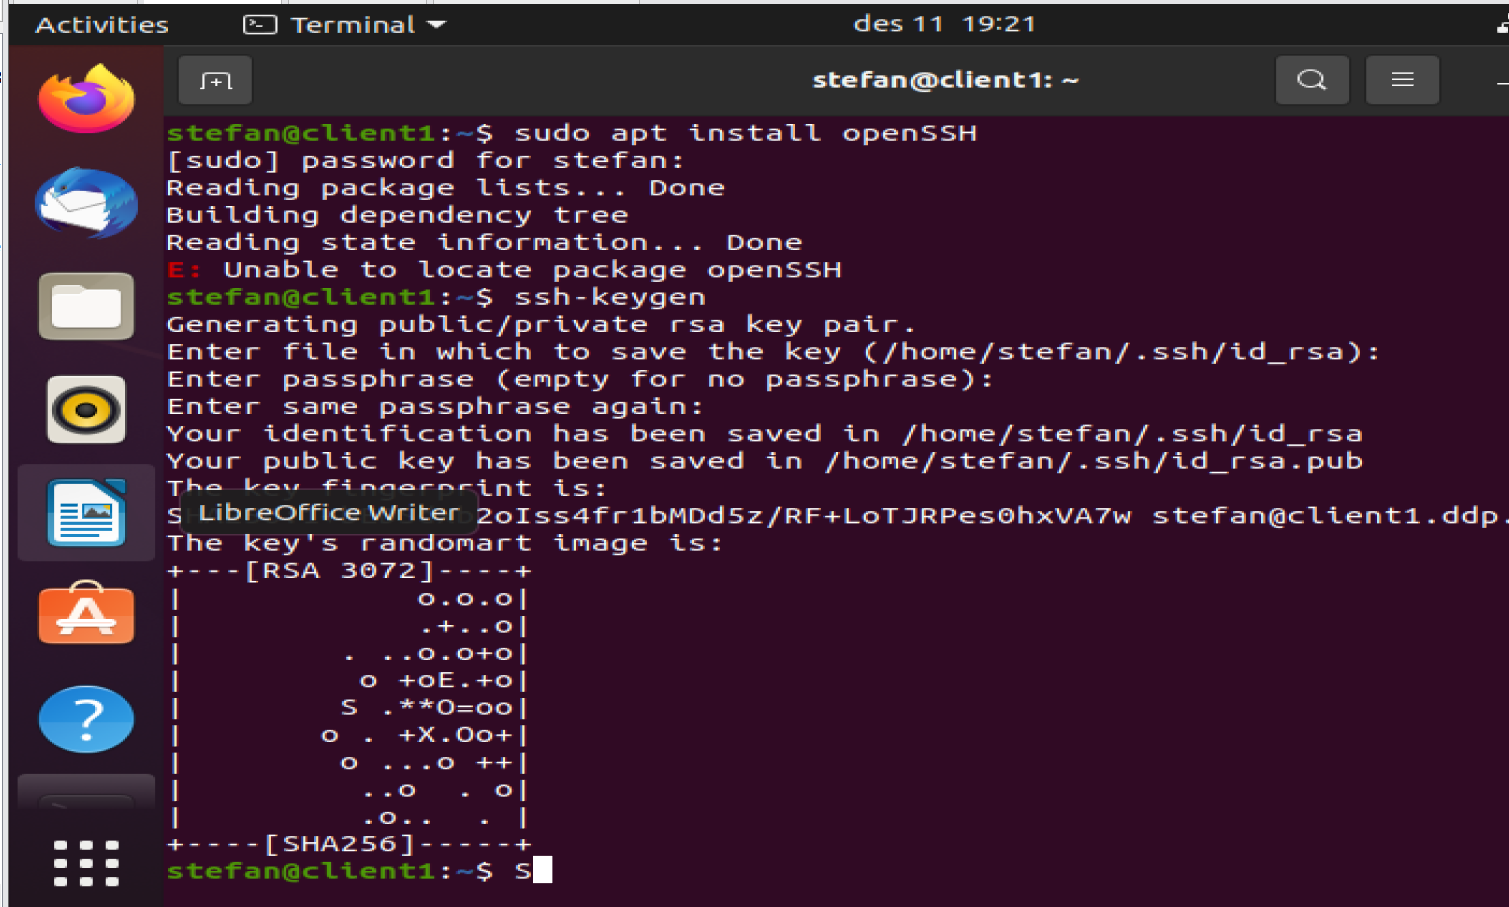 Activities Terminal des 11 19:21
stefan@client1: ~
stefan@client1:~$ sudo apt install openSSH
[sudo] password for stefan:
Reading package lists... Done
Building dependency tree
Reading state information... Done
E: Unable to locate package openSSH
stefan@client1:~$ ssh-keygen
Generating public/private rsa key pair.
Enter file in which to save the key (/home/stefan/.ssh/id_rsa):
Enter passphrase (empty for no passphrase):
Enter same passphrase again:
Your identification has been saved in /home/stefan/.ssh/id_rsa
Your public key has been saved in /home/stefan/.ssh/id_rsa.pub
The key fingerprint is:
LibreOffice Writer 2oIss4fr1bMDd5z/RF+LoTJRPes0hxVA7w stefan@client1.ddp.
The key's randomart image is:
+---[RSA 3072]----+
|            o.o.o|
|            .+..o|
|        . ..o.o+o|
|         o +oE.+o|
|        S .**O=oo|
|       o . +X.Oo+|
|        o ...o ++|
|         ..o  . o|
|         .o..  . |
+----[SHA256]-----+
stefan@client1:~$ S